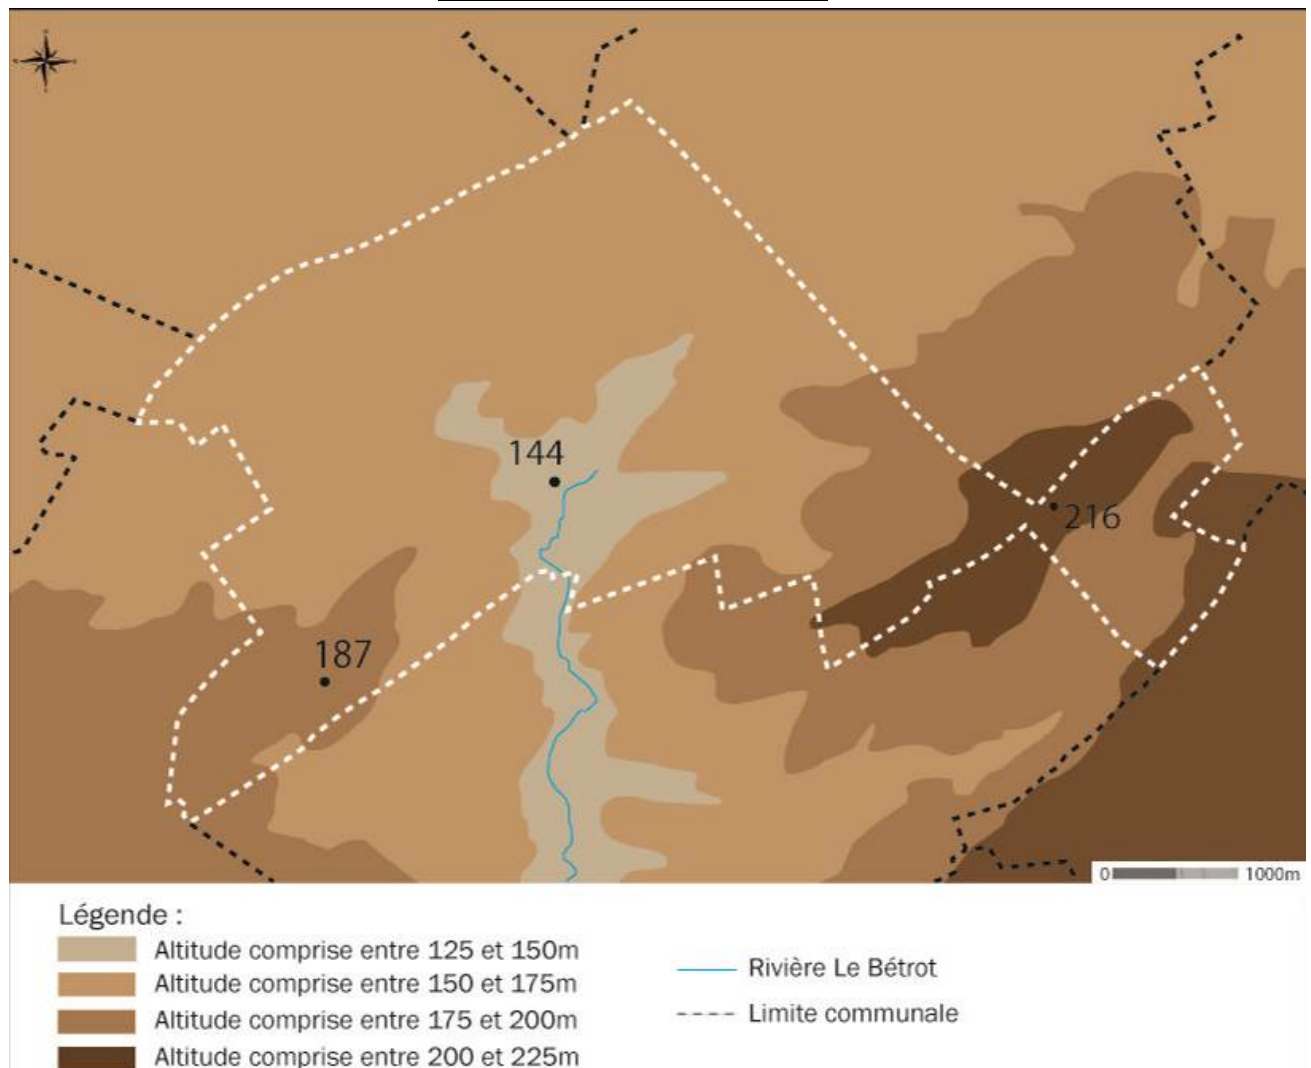 144
216
187
0 1000m
Légende :
Altitude comprise entre 125 et 150m
Altitude comprise entre 150 et 175m
Altitude comprise entre 175 et 200m
Altitude comprise entre 200 et 225m
Rivière Le Bétrot
Limite communale